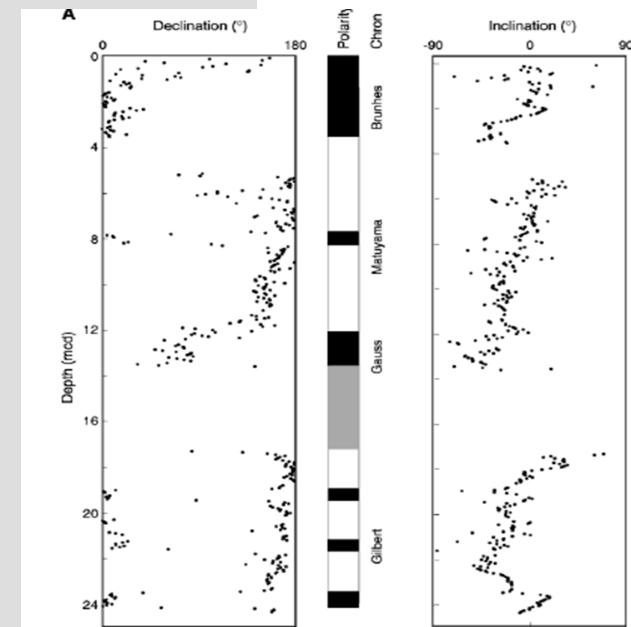 A
Declination (°)
0
180
Polarity
Chron
Inclination (°)
-90
0
90
0
4
8
12
16
20
24
Depth (mcd)
Brunhes
Matuyama
Gauss
Gilbert